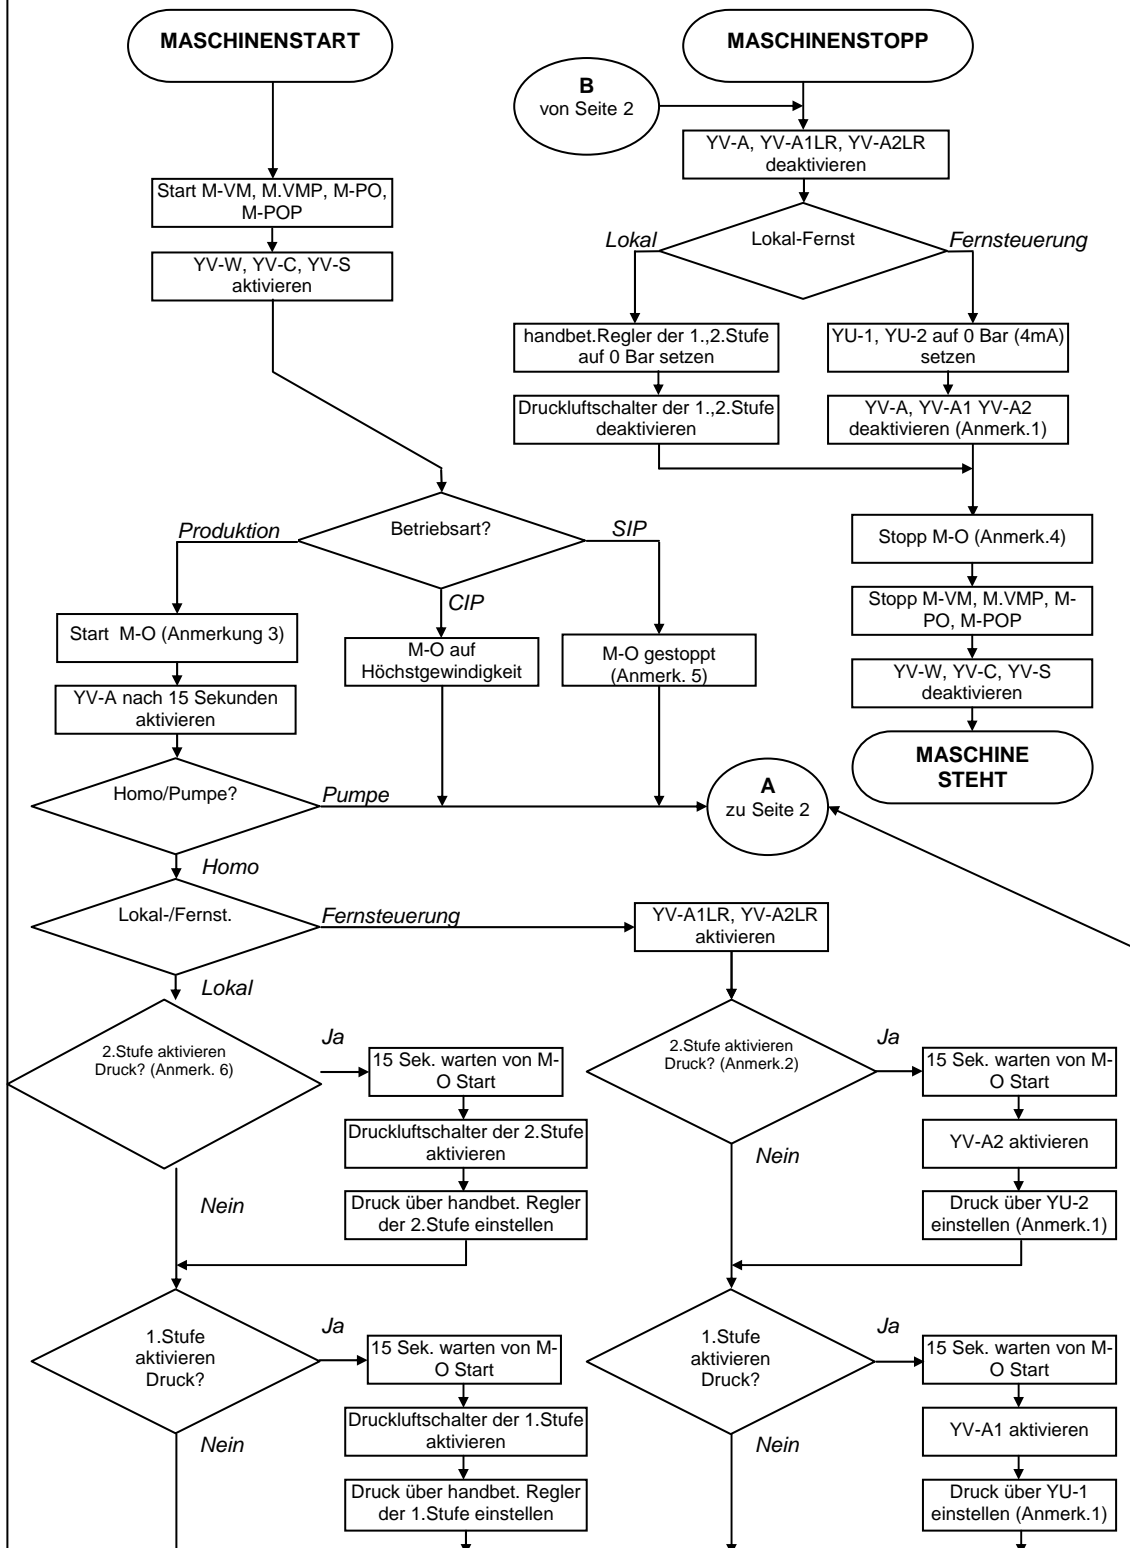 MASCHINENSTART
MASCHINENSTOPP
B
von Seite 2
YV-A, YV-A1LR, YV-A2LR
deaktivieren
Start M-VM, M.VMP, M-PO,
M-POP
Lokal
Lokal-Fernst
Fernsteuerung
YV-W, YV-C, YV-S
aktivieren
handbet.Regler der 1.,2.Stufe
auf 0 Bar setzen
YU-1, YU-2 auf 0 Bar (4mA)
setzen
Druckluftschalter der 1.,2.Stufe
deaktivieren
YV-A, YV-A1 YV-A2
deaktivieren (Anmerk.1)
Produktion
Betriebsart?
SIP
CIP
Stopp M-O (Anmerk.4)
Start  M-O (Anmerkung 3)
M-O auf
Höchstgewindigkeit
M-O gestoppt
(Anmerk. 5)
Stopp M-VM, M.VMP, M-
PO, M-POP
YV-A nach 15 Sekunden
aktivieren
YV-W, YV-C, YV-S
deaktivieren
MASCHINE
STEHT
Homo/Pumpe?
Pumpe
A
zu Seite 2
Homo
Lokal-/Fernst.
Fernsteuerung
YV-A1LR, YV-A2LR
aktivieren
Lokal
2.Stufe aktivieren
Druck? (Anmerk. 6)
Ja
15 Sek. warten von M-
O Start
2.Stufe aktivieren
Druck? (Anmerk.2)
Ja
15 Sek. warten von M-
O Start
Druckluftschalter der 2.Stufe
aktivieren
YV-A2 aktivieren
Nein
Druck über handbet. Regler
der 2.Stufe einstellen
Nein
Druck über YU-2
einstellen (Anmerk.1)
1.Stufe
aktivieren
Druck?
Ja
15 Sek. warten von M-
O Start
1.Stufe
aktivieren
Druck?
Ja
15 Sek. warten von M-
O Start
Druckluftschalter der 1.Stufe
aktivieren
YV-A1 aktivieren
Nein
Druck über handbet. Regler
der 1.Stufe einstellen
Nein
Druck über YU-1
einstellen (Anmerk.1)